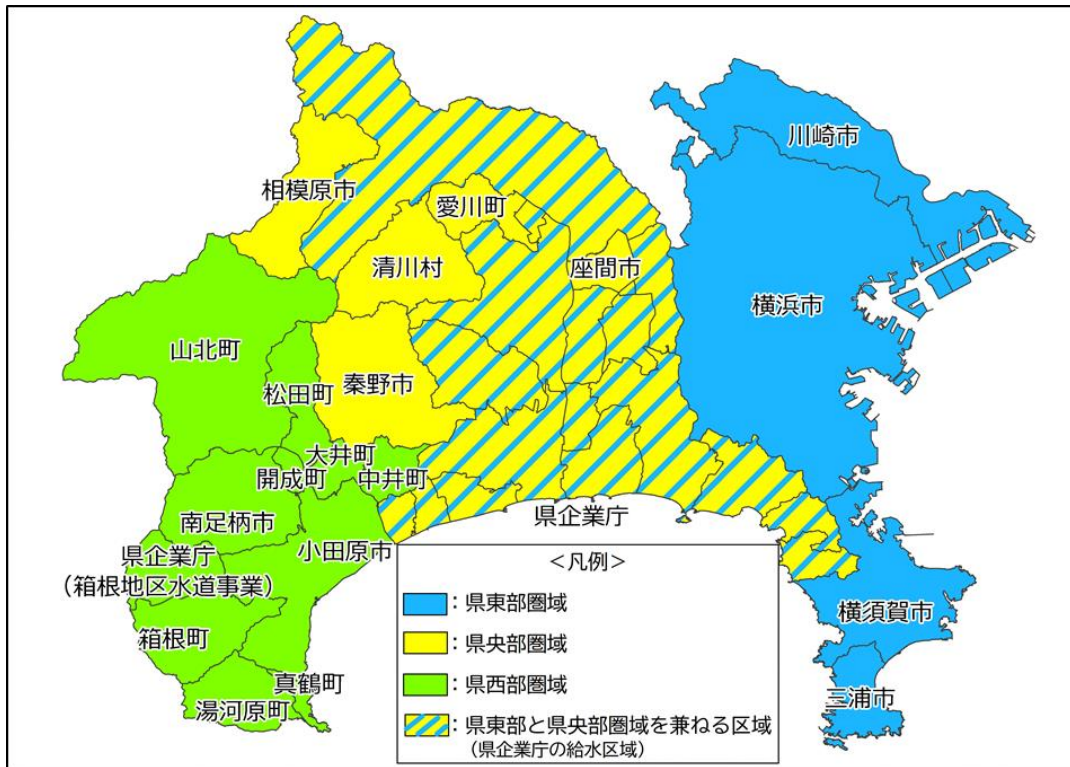 川崎市
相模原市
愛川町
清川村
座間市
横浜市
山北町
松田町
秦野市
大井町
開成町
中井町
南足柄市
県企業庁
小田原市
県企業庁
（箱根地区水道事業）
箱根町
横須賀市
真鶴町
湯河原町
三浦市
＜凡例＞
：県東部圏域
：県央部圏域
：県西部圏域
：県東部と県央部圏域を兼ねる区域
（県企業庁の給水区域）